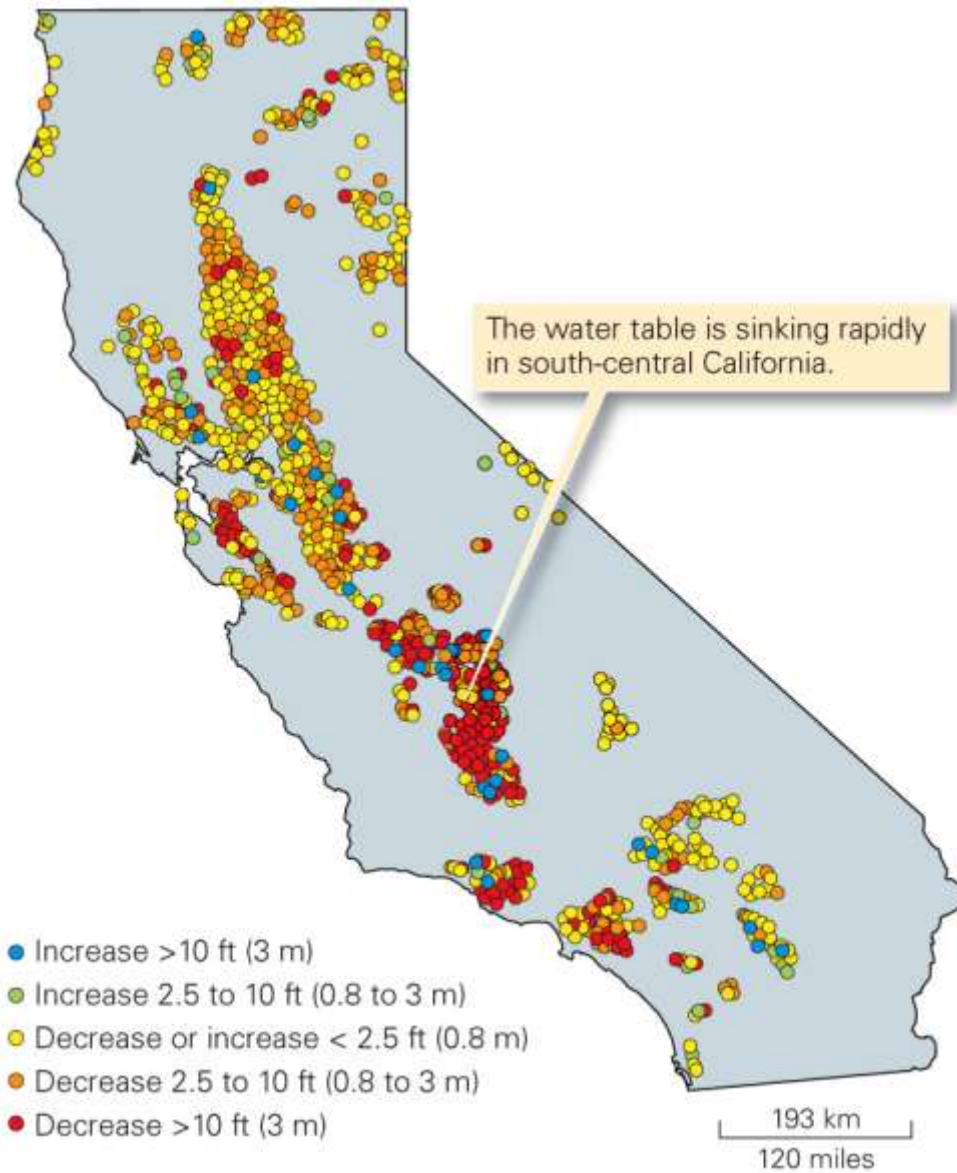 The water table is sinking rapidly
in south-central California.
Increase >10 ft (3 m)
Increase 2.5 to 10 ft (0.8 to 3 m)
Decrease or increase < 2.5 ft (0.8 m)
Decrease 2.5 to 10 ft (0.8 to 3 m)
Decrease >10 ft (3 m)
193 km
120 miles